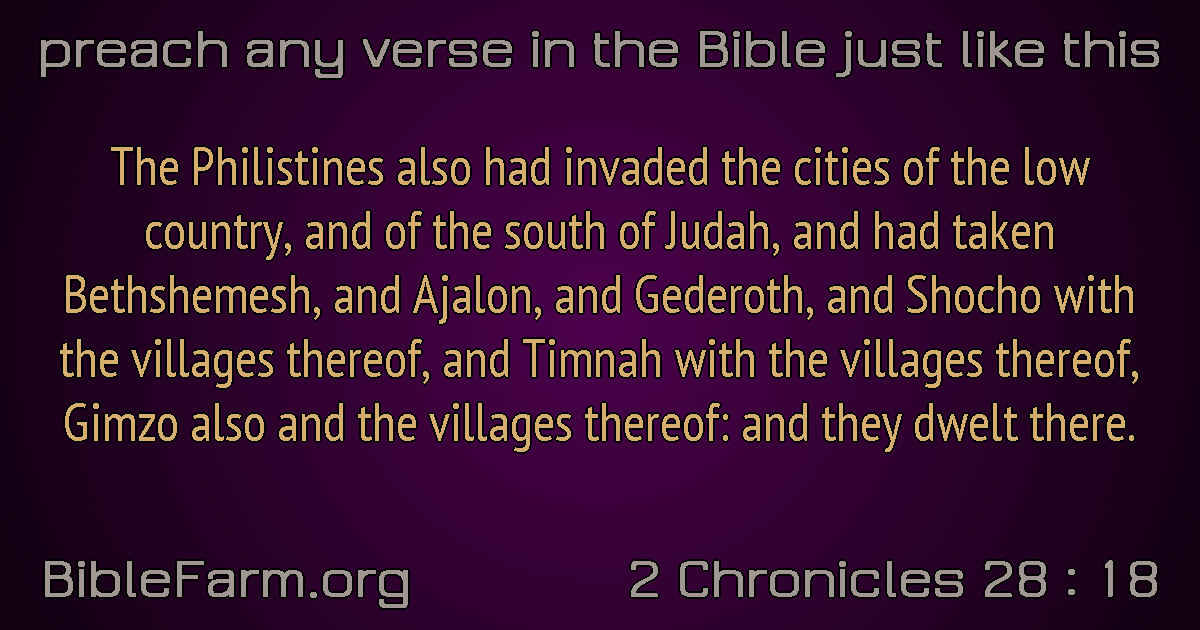 preach any verse in the Bible just like this
The Philistines also had invaded the cities of the low
country, and of the south of Judah, and had taken
Bethshemesh, and Ajalon, and Gederoth, and Shocho with
the villages thereof, and Timnah with the villages thereof,
Gimzo also and the villages thereof: and they dwelt there.
BibleFarm.org
2 Chronicles 28 : 18